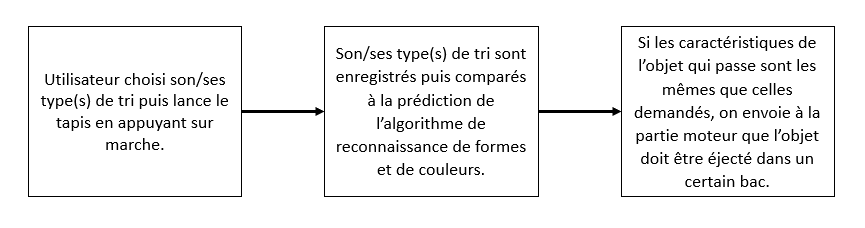 Utilisateur choisi son/ses
type(s) de tri puis lance le
tapis en appuyant sur
marche.
Son/ses type(s) de tri sont
enregistrés puis comparés
à la prédiction de
l’algorithme de
reconnaissance de formes
et de couleurs.
Si les caractéristiques de
l’objet qui passe sont les
mêmes que celles
demandés, on envoie à la
partie moteur que l’objet
doit être éjecté dans un
certain bac.